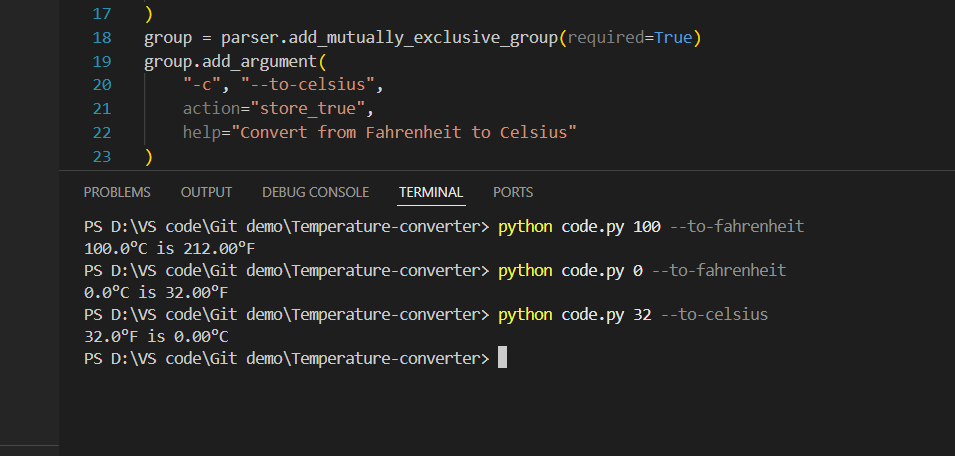 17 )
18 group = parser.add_mutually_exclusive_group(required=True)
19 group.add_argument(
20     "-c", "--to-celsius",
21     action="store_true",
22     help="Convert from Fahrenheit to Celsius"
23 )
PROBLEMS OUTPUT DEBUG CONSOLE TERMINAL PORTS
PS D:\VS code\Git demo\Temperature-converter> python code.py 100 --to-fahrenheit
100.0°C is 212.00°F
PS D:\VS code\Git demo\Temperature-converter> python code.py 0 --to-fahrenheit
0.0°C is 32.00°F
PS D:\VS code\Git demo\Temperature-converter> python code.py 32 --to-celsius
32.0°F is 0.00°C
PS D:\VS code\Git demo\Temperature-converter>